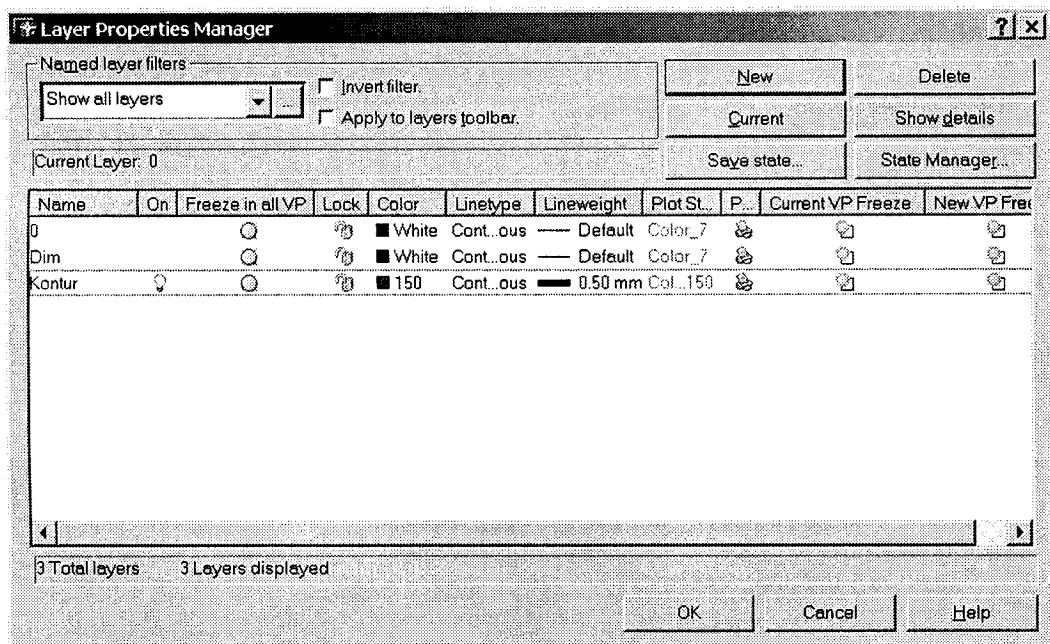 Layer Properties Manager
Named layer filters
Show all layers
...
Invert filter.
Apply to layers toolbar.
New
Delete
Current
Show details
Current Layer: 0
Save state...
State Manager...
Name On Freeze in all VP Lock Color Linetype Lineweight Plot St... P... Current VP Freeze New VP Free
0 White Cont...ous Default Color_7
Dim White Cont...ous Default Color_7
Kontur 150 Cont...ous 0.50 mm Col...150
3 Total layers 3 Layers displayed
OK
Cancel
Help